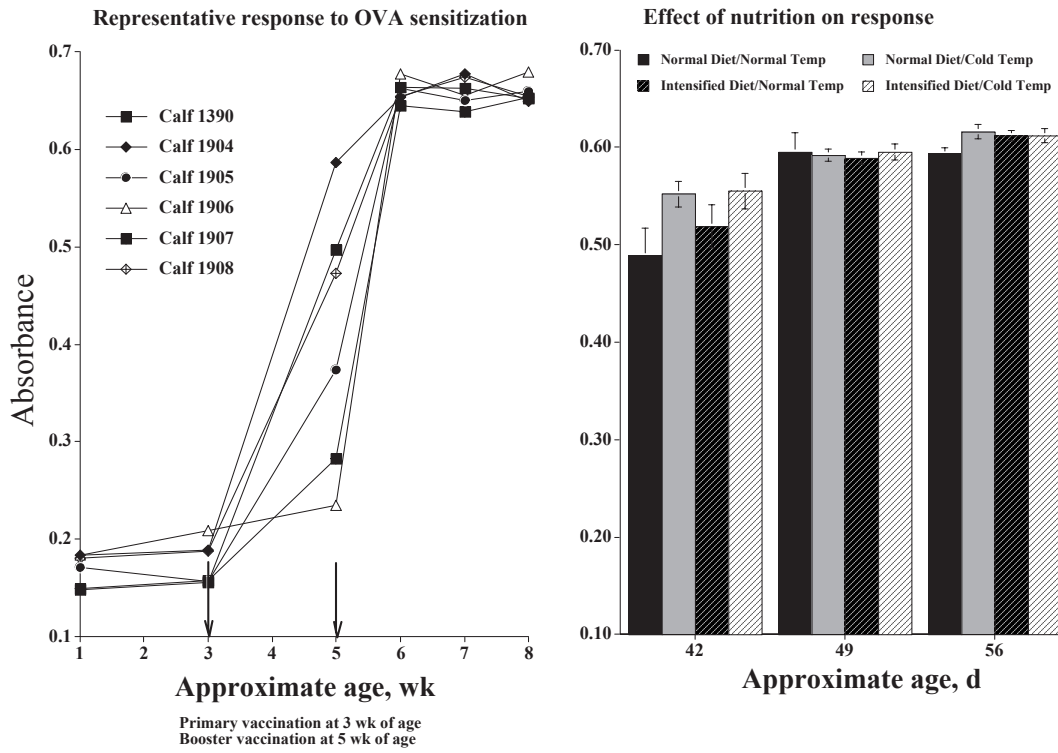 Representative response to OVA sensitization
0.7
0.6
0.5
0.4
0.3
0.2
0.1
Absorbance
Calf 1390
Calf 1904
Calf 1905
Calf 1906
Calf 1907
Calf 1908
1 2 3 4 5 6 7 8
Approximate age, wk
Primary vaccination at 3 wk of age
Booster vaccination at 5 wk of age
Effect of nutrition on response
0.70
0.60
0.50
0.40
0.30
0.20
0.10
Normal Diet/Normal Temp Normal Diet/Cold Temp
Intensified Diet/Normal Temp Intensified Diet/Cold Temp
42 49 56
Approximate age, d